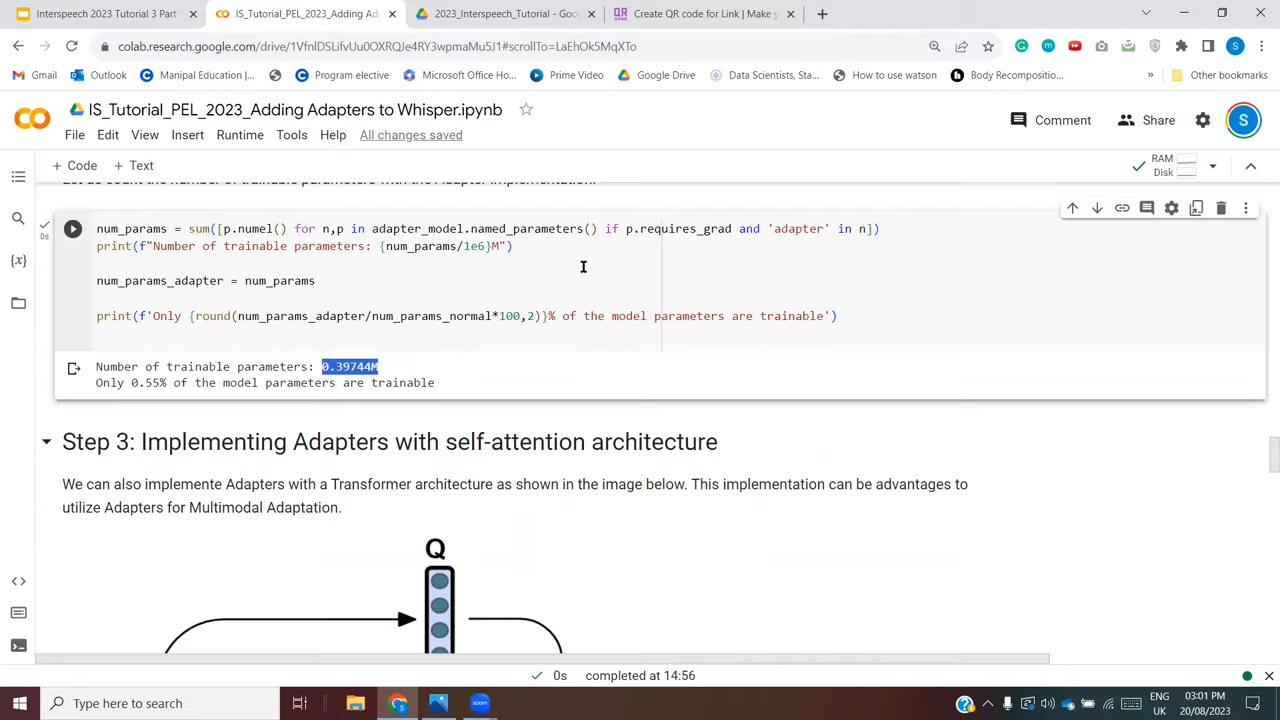 Interspeech 2023 Tutorial 3 Part
IS_Tutorial_PEL_2023_Adding Ada
2023_Interspeech_Tutorial - Goo
Create QR code for Link | Make y
colab.research.google.com/drive/1VfnlDSLifvUu0OXRQJe4RY3wpmaMu5J1#scrollTo=LaEhOk5MqXTo
Gmail
Outlook
Manipal Education |...
Program elective
Microsoft Office Ho...
Prime Video
Google Drive
Data Scientists, Sta...
How to use watson
Body Recompositio...
»
Other bookmarks
IS_Tutorial_PEL_2023_Adding Adapters to Whisper.ipynb
File Edit View Insert Runtime Tools Help All changes saved
Comment
Share
S
+ Code + Text
RAM
Disk
num_params = sum([p.numel() for n,p in adapter_model.named_parameters() if p.requires_grad and 'adapter' in n])
print(f"Number of trainable parameters: {num_params/1e6}M")
num_params_adapter = num_params
print(f'Only {round(num_params_adapter/num_params_normal*100,2)}% of the model parameters are trainable')
0s
Number of trainable parameters: 0.39744M
Only 0.55% of the model parameters are trainable
Step 3: Implementing Adapters with self-attention architecture
We can also implemente Adapters with a Transformer architecture as shown in the image below. This implementation can be advantages to
utilize Adapters for Multimodal Adaptation.
Q
0s completed at 14:56
Type here to search
zoom
ENG
UK
03:01 PM
20/08/2023